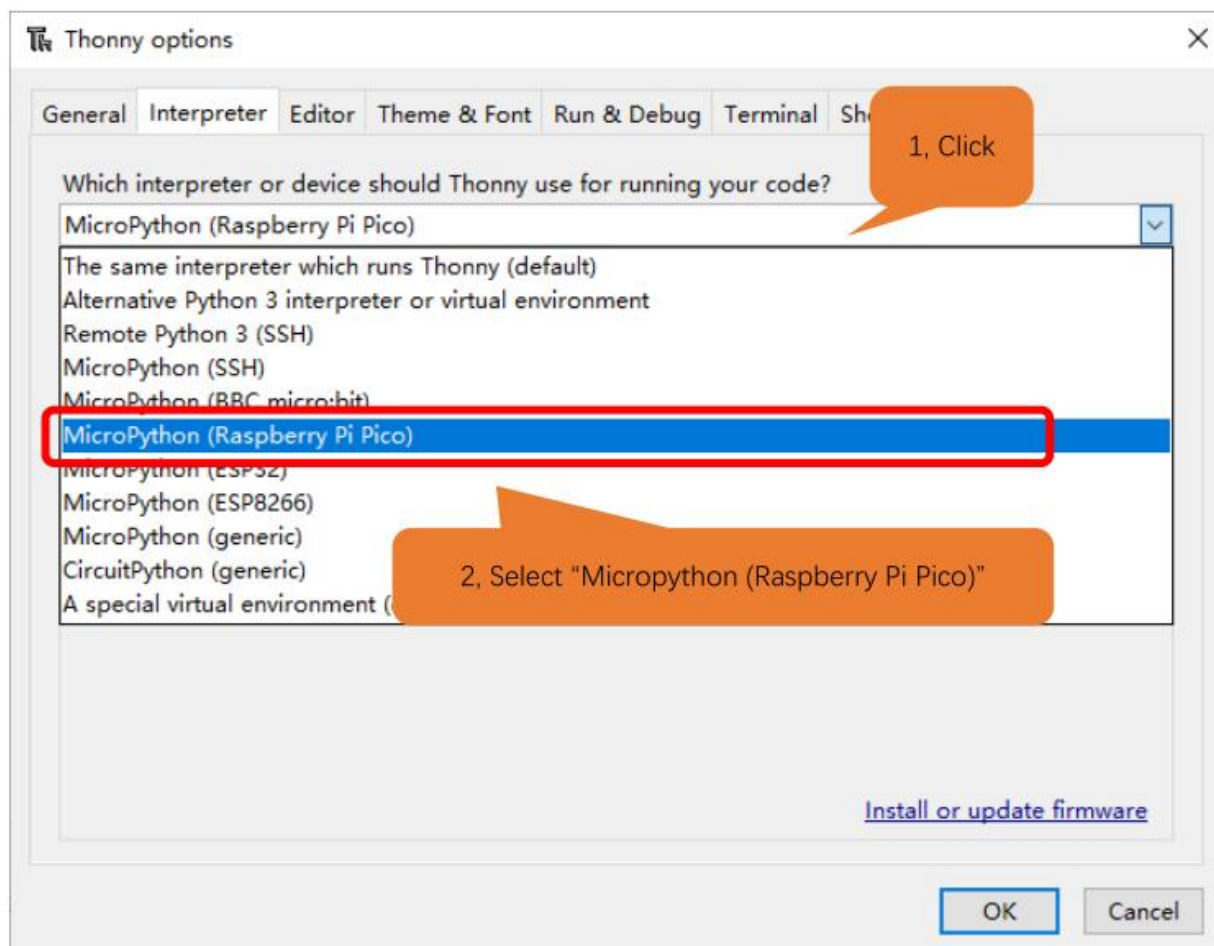 Thonny options
General Interpreter Editor Theme & Font Run & Debug Terminal
1, Click
Which interpreter or device should Thonny use for running your code?
MicroPython (Raspberry Pi Pico)
The same interpreter which runs Thonny (default)
Alternative Python 3 interpreter or virtual environment
Remote Python 3 (SSH)
MicroPython (SSH)
MicroPython (BBC micro:bit)
MicroPython (Raspberry Pi Pico)
MicroPython (ESP32)
MicroPython (ESP8266)
MicroPython (generic)
CircuitPython (generic)
2, Select “Micropython (Raspberry Pi Pico)”
A special virtual environment (
Install or update firmware
OK Cancel